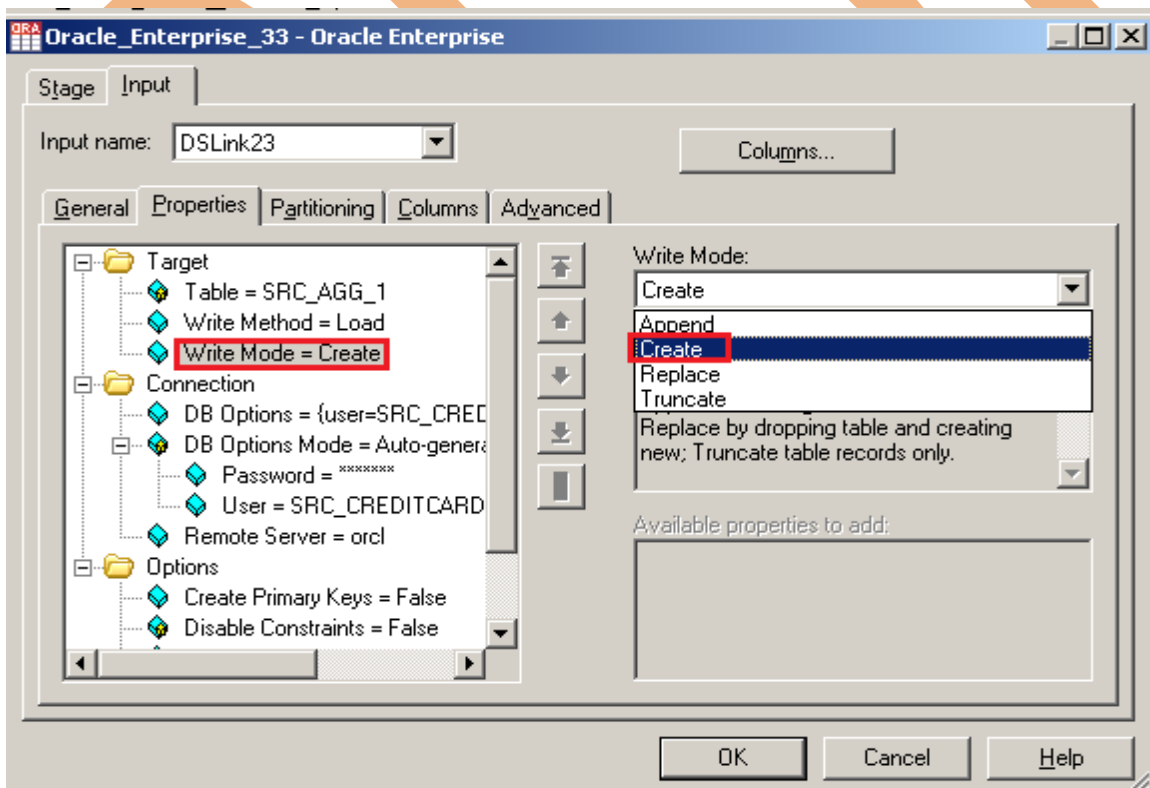 ORA Oracle_Enterprise_33 - Oracle Enterprise
Stage Input
Input name: DSLink23
Columns...
General Properties Partitioning Columns Advanced
Target
Table = SRC_AGG_1
Write Method = Load
Write Mode = Create
Connection
DB Options = {user=SRC_CRED
DB Options Mode = Auto-genera
Password = *******
User = SRC_CREDITCARD
Remote Server = orcl
Options
Create Primary Keys = False
Disable Constraints = False
Write Mode:
Create
Append
Create
Replace
Truncate
Replace by dropping table and creating
new; Truncate table records only.
Available properties to add:
OK Cancel Help